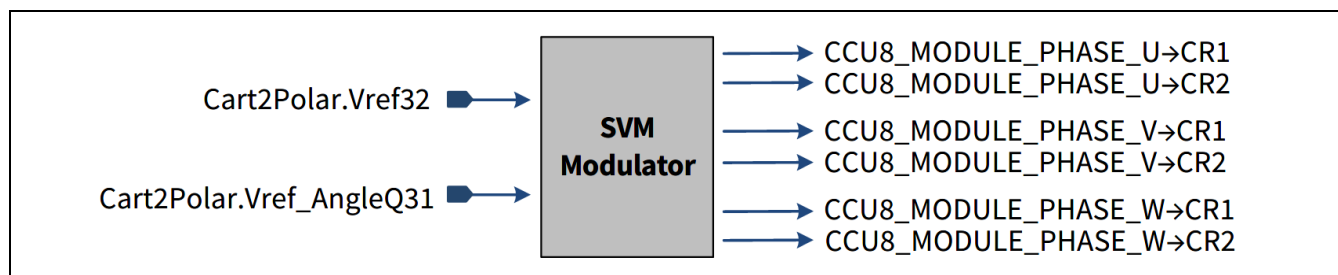 Cart2Polar.Vref32
Cart2Polar.Vref_AngleQ31
SVM
Modulator
CCU8_MODULE_PHASE_U→CR1
CCU8_MODULE_PHASE_U→CR2
CCU8_MODULE_PHASE_V→CR1
CCU8_MODULE_PHASE_V→CR2
CCU8_MODULE_PHASE_W→CR1
CCU8_MODULE_PHASE_W→CR2